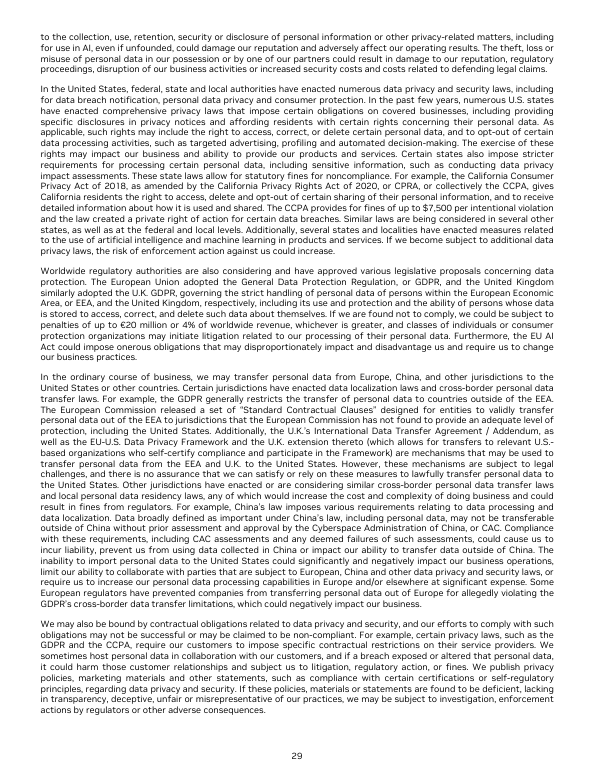 to the collection, use, retention, security or disclosure of personal information or other privacy-related matters, including
for use in AI, even if unfounded, could damage our reputation and adversely affect our operating results. The theft, loss or
misuse of personal data in our possession or by one of our partners could result in damage to our reputation, regulatory
proceedings, disruption of our business activities or increased security costs and costs related to defending legal claims.
In the United States, federal, state and local authorities have enacted numerous data privacy and security laws, including
for data breach notification, personal data privacy and consumer protection. In the past few years, numerous U.S. states
have enacted comprehensive privacy laws that impose certain obligations on covered businesses, including providing
specific disclosures in privacy notices and affording residents with certain rights concerning their personal data. As
applicable, such rights may include the right to access, correct, or delete certain personal data, and to opt-out of certain
data processing activities, such as targeted advertising, profiling and automated decision-making. The exercise of
these rights may impact our business and ability to provide our products and services. Certain states also impose stricter
requirements for processing certain personal data, including sensitive information, such as conducting data privacy
impact assessments. These state laws allow for statutory fines for noncompliance. For example, the California Consumer
Privacy Act of 2018, as amended by the California Privacy Rights Act of 2020, or CPRA, or collectively the CCPA, gives
California residents the right to access, delete and opt-out of certain sharing of their personal information, and to receive
detailed information about how it is used and shared. The CCPA provides for fines of up to $7,500 per intentional violation
and the law created a private right of action for certain data breaches. Similar laws are being considered in several other
states, as well as at the federal and local levels. Additionally, several states and localities have enacted measures related
to the use of artificial intelligence and machine learning in products and services. If we become subject to additional data
privacy laws, the risk of enforcement action against us could increase.
Worldwide regulatory authorities are also considering and have approved various legislative proposals concerning data
protection. The European Union adopted the General Data Protection Regulation, or GDPR, and the United Kingdom
similarly adopted the U.K. GDPR, governing the strict handling of personal data of persons within the European Economic
Area, or EEA, and the United Kingdom, respectively, including its use and protection and the ability of persons whose data
is stored to access, correct, and delete such data about themselves. If we are found not to comply, we could be subject to
penalties of up to €20 million or 4% of worldwide revenue, whichever is greater, and classes of individuals or consumer
protection organizations may initiate litigation related to our processing of their personal data. Furthermore, the EU AI
Act could impose onerous obligations that may disproportionately impact and disadvantage us and require us to change
our business practices.
In the ordinary course of business, we may transfer personal data from Europe, China, and other jurisdictions to the
United States or other countries. Certain jurisdictions have enacted data localization laws and cross-border personal data
transfer laws. For example, the GDPR generally restricts the transfer of personal data to countries outside of the EEA.
The European Commission released a set of "Standard Contractual Clauses" designed for entities to validly transfer
personal data out of the EEA to jurisdictions that the European Commission has not found to provide an adequate level of
protection, including the United States. Additionally, the U.K.'s International Data Transfer Agreement / Addendum, as
well as the EU-U.S. Data Privacy Framework and the U.K. extension thereto (which allows for transfers to relevant U.S.-
based organizations who self-certify compliance and participate in the Framework) are mechanisms that may be used to
transfer personal data from the EEA and U.K. to the United States. However, these mechanisms are subject to legal
challenges, and there is no assurance that we can satisfy or rely on these measures to lawfully transfer personal data to
the United States. Other jurisdictions have enacted or are considering similar cross-border personal data transfer laws
and local personal data residency laws, any of which would increase the cost and complexity of doing business and could
result in fines from regulators. For example, China's law imposes various requirements relating to data processing and
data localization. Data broadly defined as important under China's law, including personal data, may not be transferable
outside of China without prior assessment and approval by the Cyberspace Administration of China, or CAC. Compliance
with these requirements, including CAC assessments and any deemed failures of such assessments, could cause us to
incur liability, prevent us from using data collected in China or impact our ability to transfer data outside of China. The
inability to import personal data to the United States could significantly and negatively impact our business operations,
limit our ability to collaborate with parties that are subject to European, China and other data privacy and security laws, or
require us to increase our personal data processing capabilities in Europe and/or elsewhere at significant expense. Some
European regulators have prevented companies from transferring personal data out of Europe for allegedly violating the
GDPR's cross-border data transfer limitations, which could negatively impact our business.
We may also be bound by contractual obligations related to data privacy and security, and our efforts to comply with such
obligations may not be successful or may be claimed to be non-compliant. For example, certain privacy laws, such as the
GDPR and the CCPA, require our customers to impose specific contractual restrictions on their service providers. We
sometimes host personal data in collaboration with our customers, and if a breach exposed or altered that personal data,
it could harm those customer relationships and subject us to litigation, regulatory action, or fines. We publish privacy
policies, marketing materials and other statements, such as compliance with certain certifications or self-regulatory
principles, regarding data privacy and security. If these policies, materials or statements are found to be deficient, lacking
in transparency, deceptive, unfair or misrepresentative of our practices, we may be subject to investigation, enforcement
actions by regulators or other adverse consequences.
29